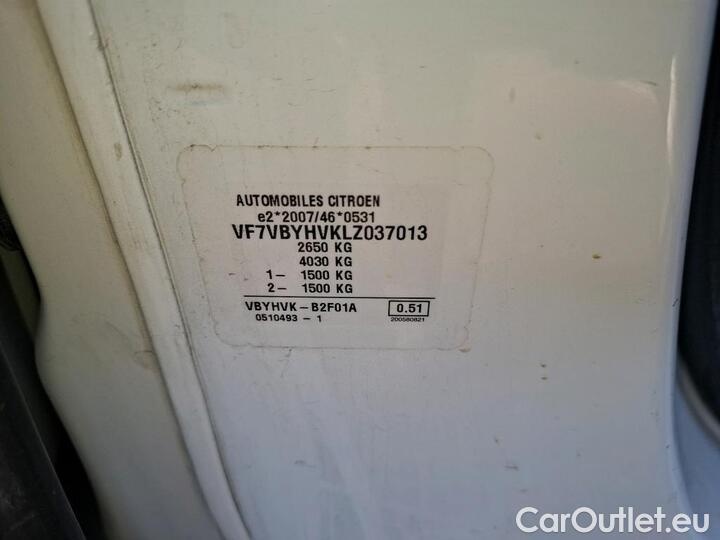 AUTOMOBILES CITROEN
e2*2007/46*0531
VF7VBYHVKLZ037013
2650 KG
4030 KG
1- 1500 KG
2- 1500 KG
VBYHVK-B2F01A 0.51
0510493 - 1 200580821
CarOutlet.eu